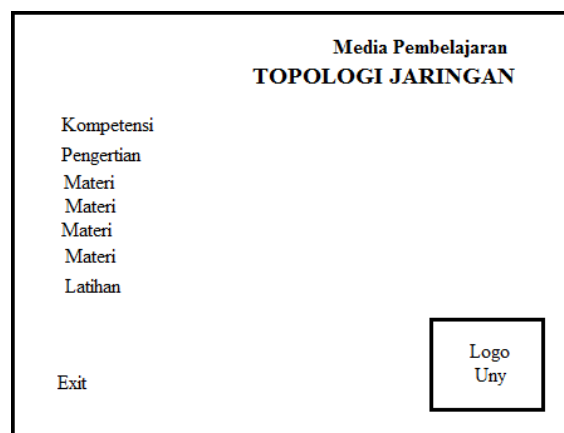 Media Pembelajaran
TOPOLOGI JARINGAN
Kompetensi
Pengertian
Materi
Materi
Materi
Materi
Latihan
Exit
Logo
Uny